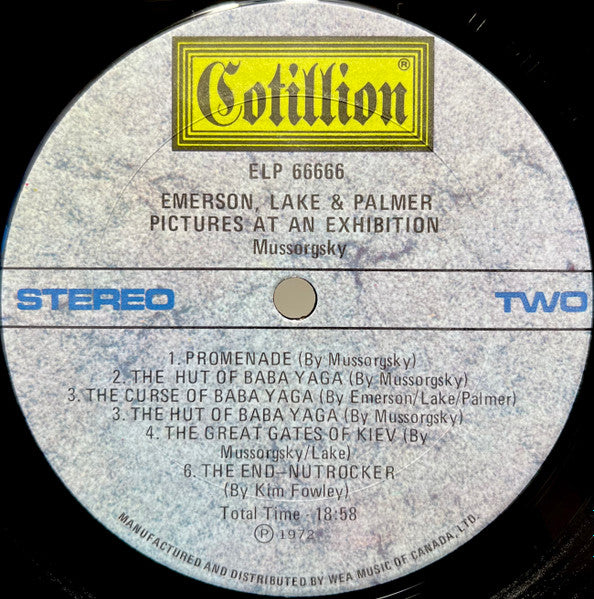 Cotillion®
ELP 66666
EMERSON, LAKE & PALMER
PICTURES AT AN EXHIBITION
Mussorgsky
STEREO
TWO
1. PROMENADE (By Mussorgsky)
2. THE HUT OF BABA YAGA (By Mussorgsky)
3. THE CURSE OF BABA YAGA (By Emerson/Lake/Palmer)
3. THE HUT OF BABA YAGA (By Mussorgsky)
4. THE GREAT GATES OF KIEV (By
Mussorgsky/Lake)
6. THE END-NUTROCKER
(By Kim Fowley)
Total Time - 18:58
℗ 1972
MANUFACTURED AND DISTRIBUTED BY WEA MUSIC OF CANADA, LTD.